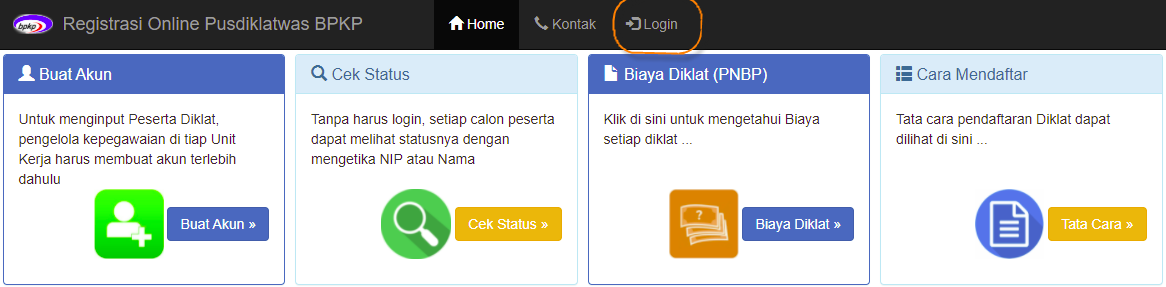 bpkp Registrasi Online Pusdiklatwas BPKP Home Kontak Login
Buat Akun
Untuk menginput Peserta Diklat,
pengelola kepegawaian di tiap Unit
Kerja harus membuat akun terlebih
dahulu
Buat Akun »
Cek Status
Tanpa harus login, setiap calon peserta
dapat melihat statusnya dengan
mengetika NIP atau Nama
Cek Status »
Biaya Diklat (PNBP)
Klik di sini untuk mengetahui Biaya
setiap diklat ...
?
Biaya Diklat »
Cara Mendaftar
Tata cara pendaftaran Diklat dapat
dilihat di sini ...
Tata Cara »